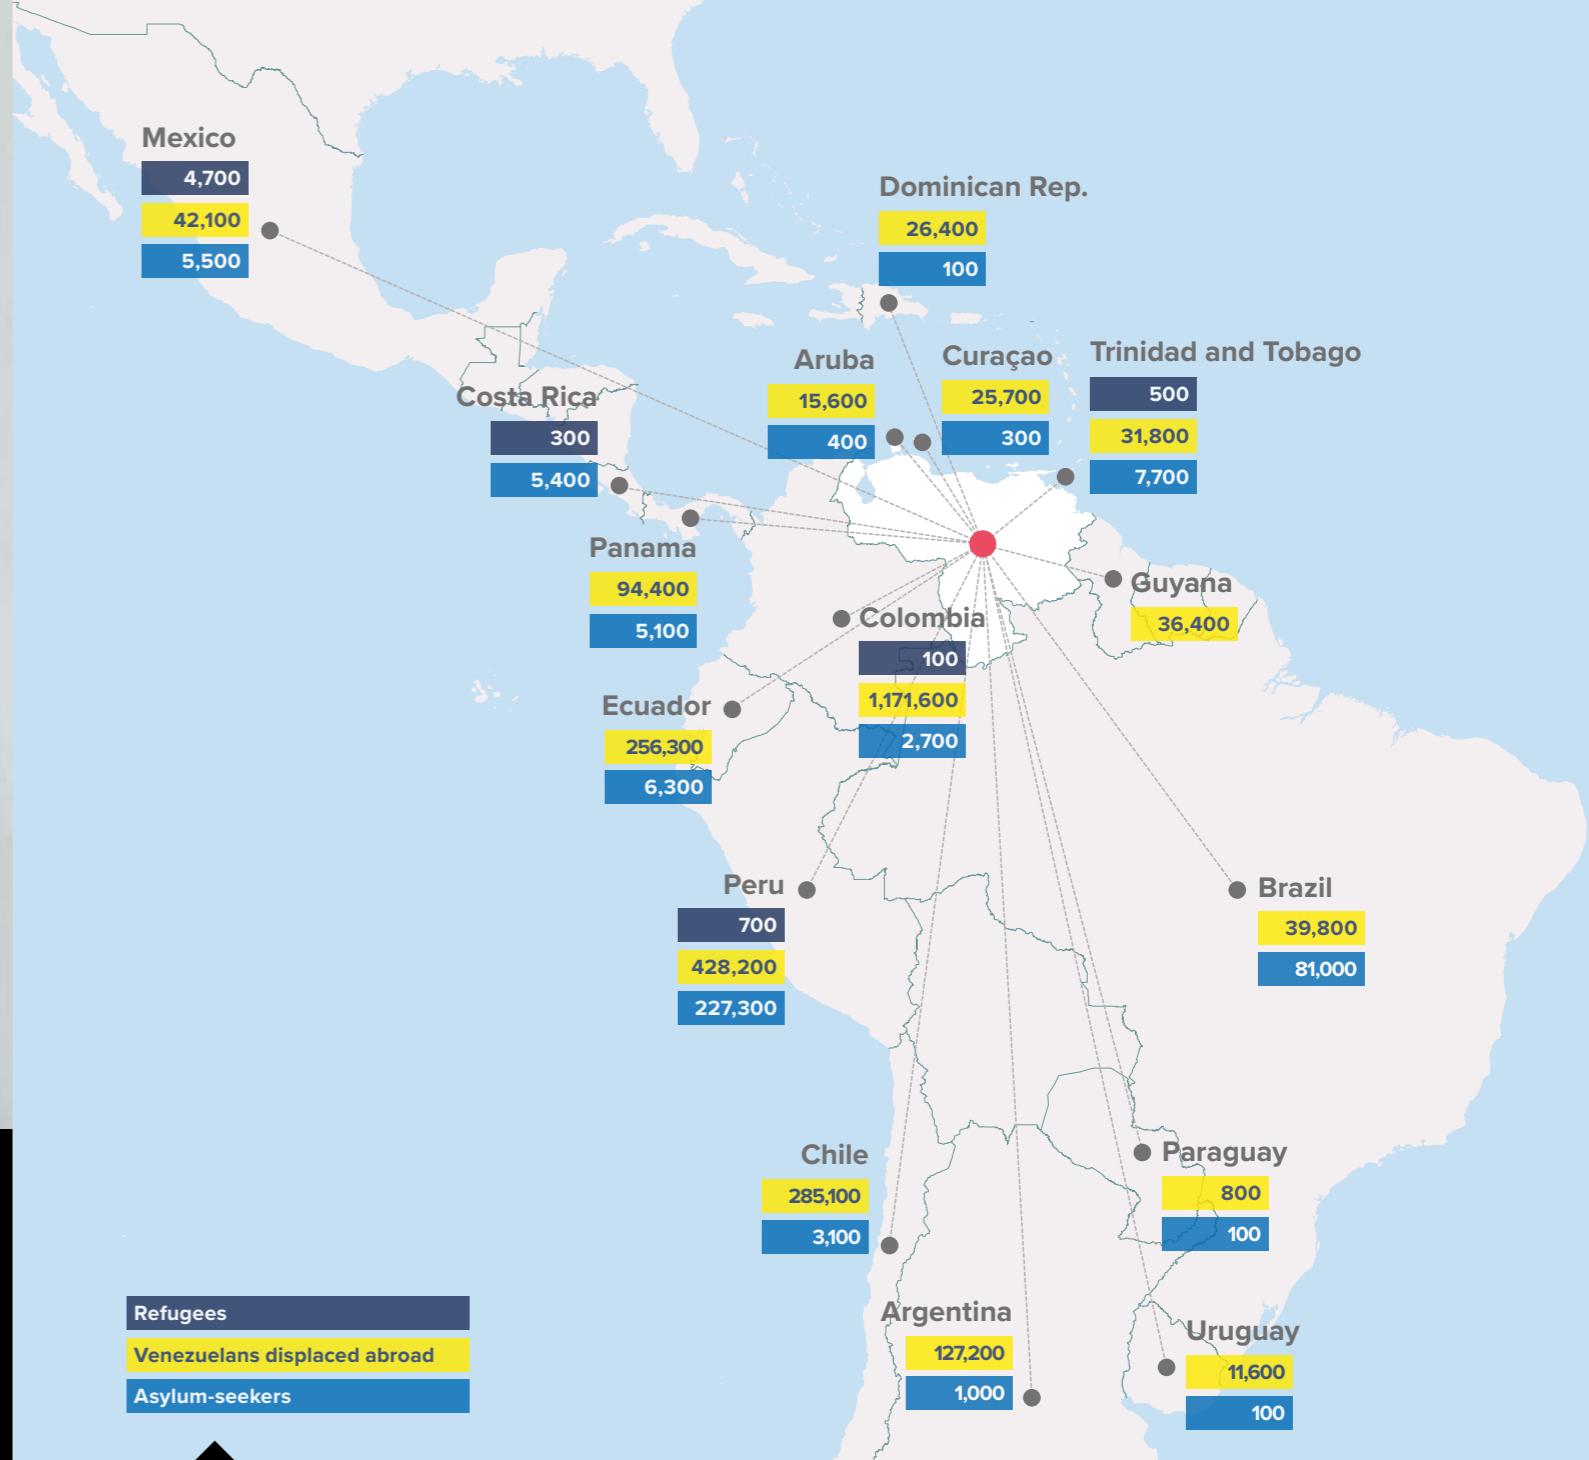 Mexico
4,700
42,100
5,500
Dominican Rep.
26,400
100
Aruba
15,600
400
Curaçao
25,700
300
Trinidad and Tobago
500
31,800
7,700
Costa Rica
300
5,400
Panama
94,400
5,100
Guyana
36,400
Colombia
100
1,171,600
2,700
Ecuador
256,300
6,300
Peru
700
428,200
227,300
Brazil
39,800
81,000
Chile
285,100
3,100
Paraguay
800
100
Argentina
127,200
1,000
Uruguay
11,600
100
Refugees
Venezuelans displaced abroad
Asylum-seekers